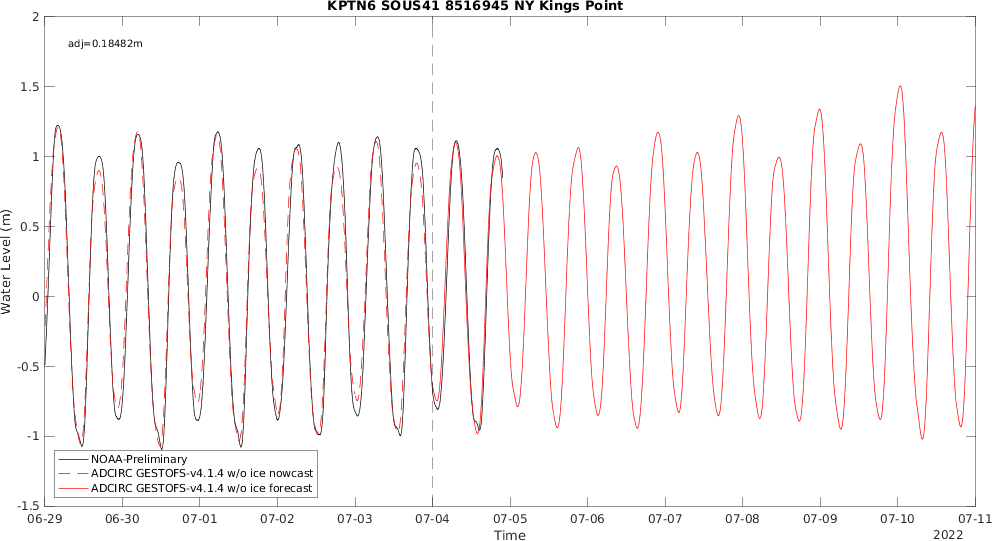 KPTN6 SOUS41 8516945 NY Kings Point
adj=0.18482m
2
1.5
1
0.5
0
-0.5
-1
-1.5
Water Level (m)
NOAA-Preliminary
ADCIRC GESTOFS-v4.1.4 w/o ice nowcast
ADCIRC GESTOFS-v4.1.4 w/o ice forecast
06-29 06-30 07-01 07-02 07-03 07-04 07-05 07-06 07-07 07-08 07-09 07-10 07-11
Time
2022